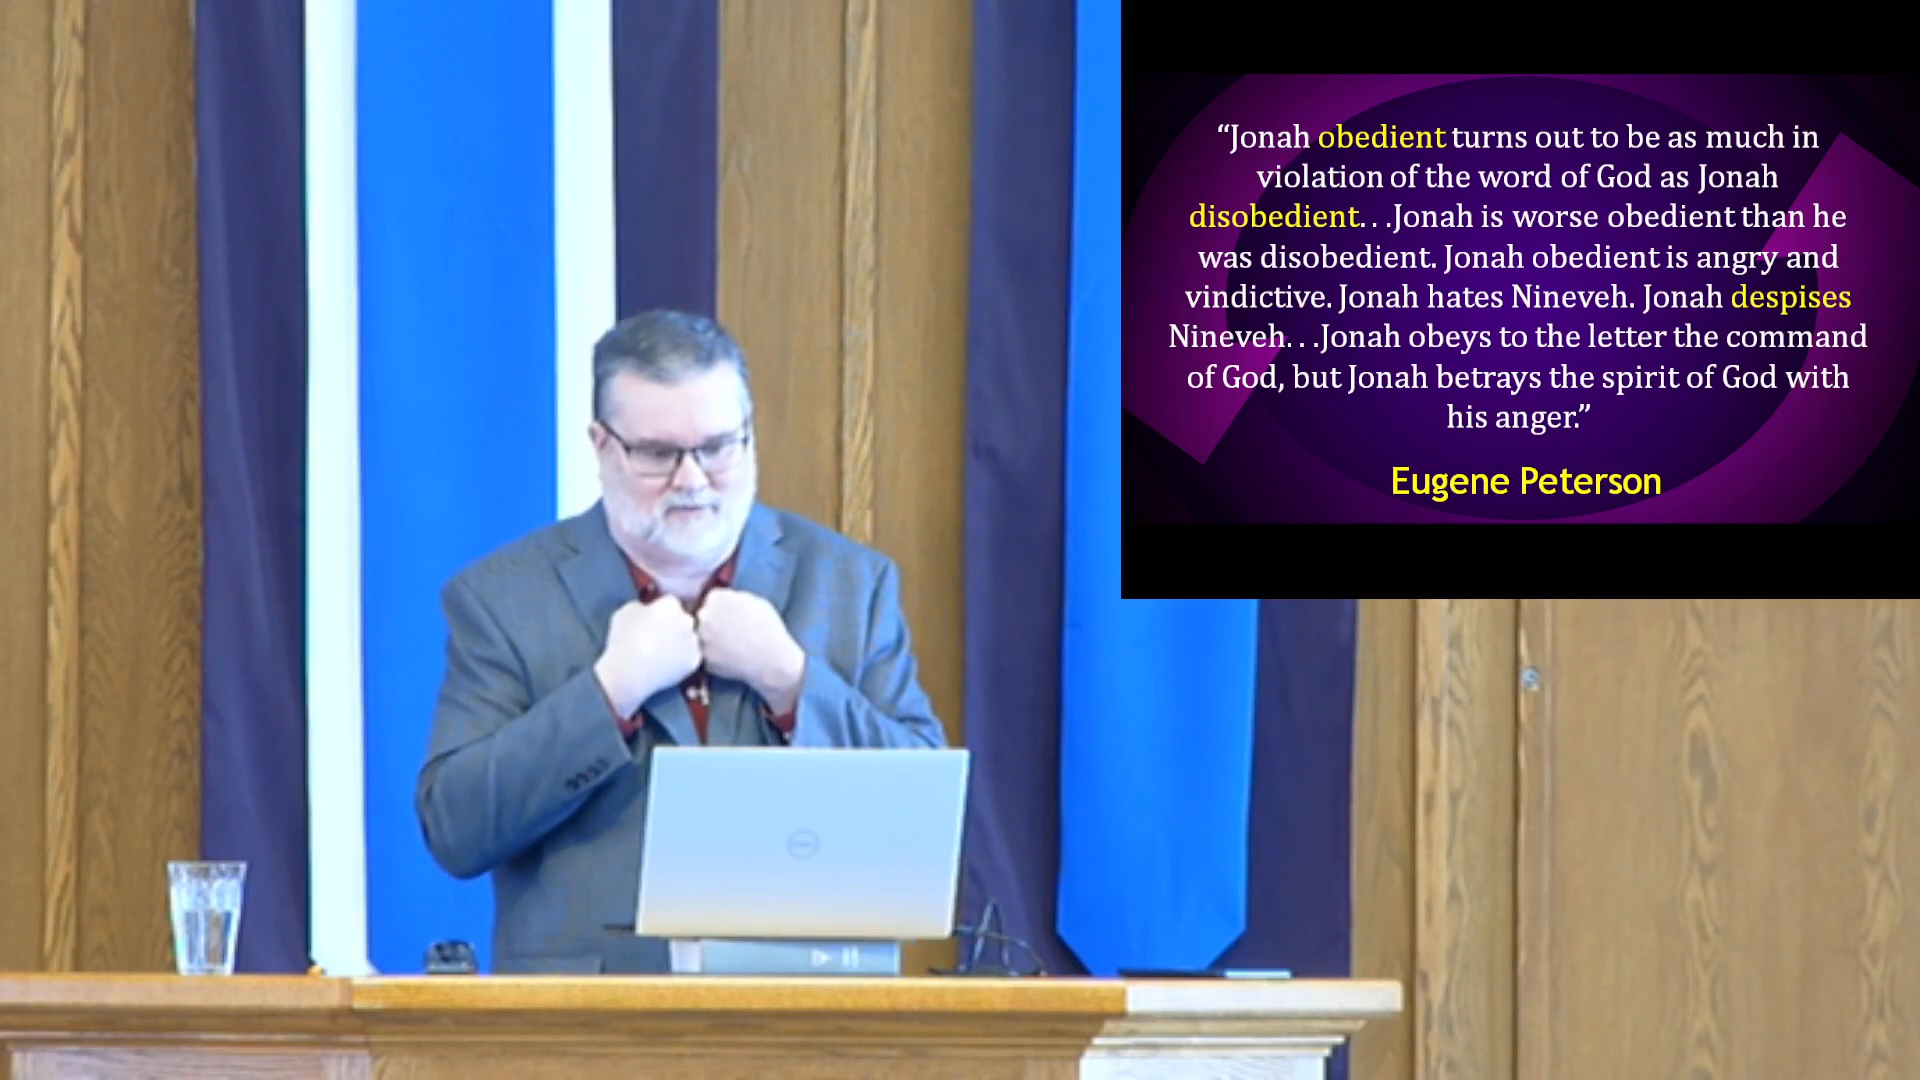 “Jonah obedient turns out to be as much in
violation of the word of God as Jonah
disobedient. . .Jonah is worse obedient than he
was disobedient. Jonah obedient is angry and
vindictive. Jonah hates Nineveh. Jonah despises
Nineveh. . .Jonah obeys to the letter the command
of God, but Jonah betrays the spirit of God with
his anger.”
Eugene Peterson